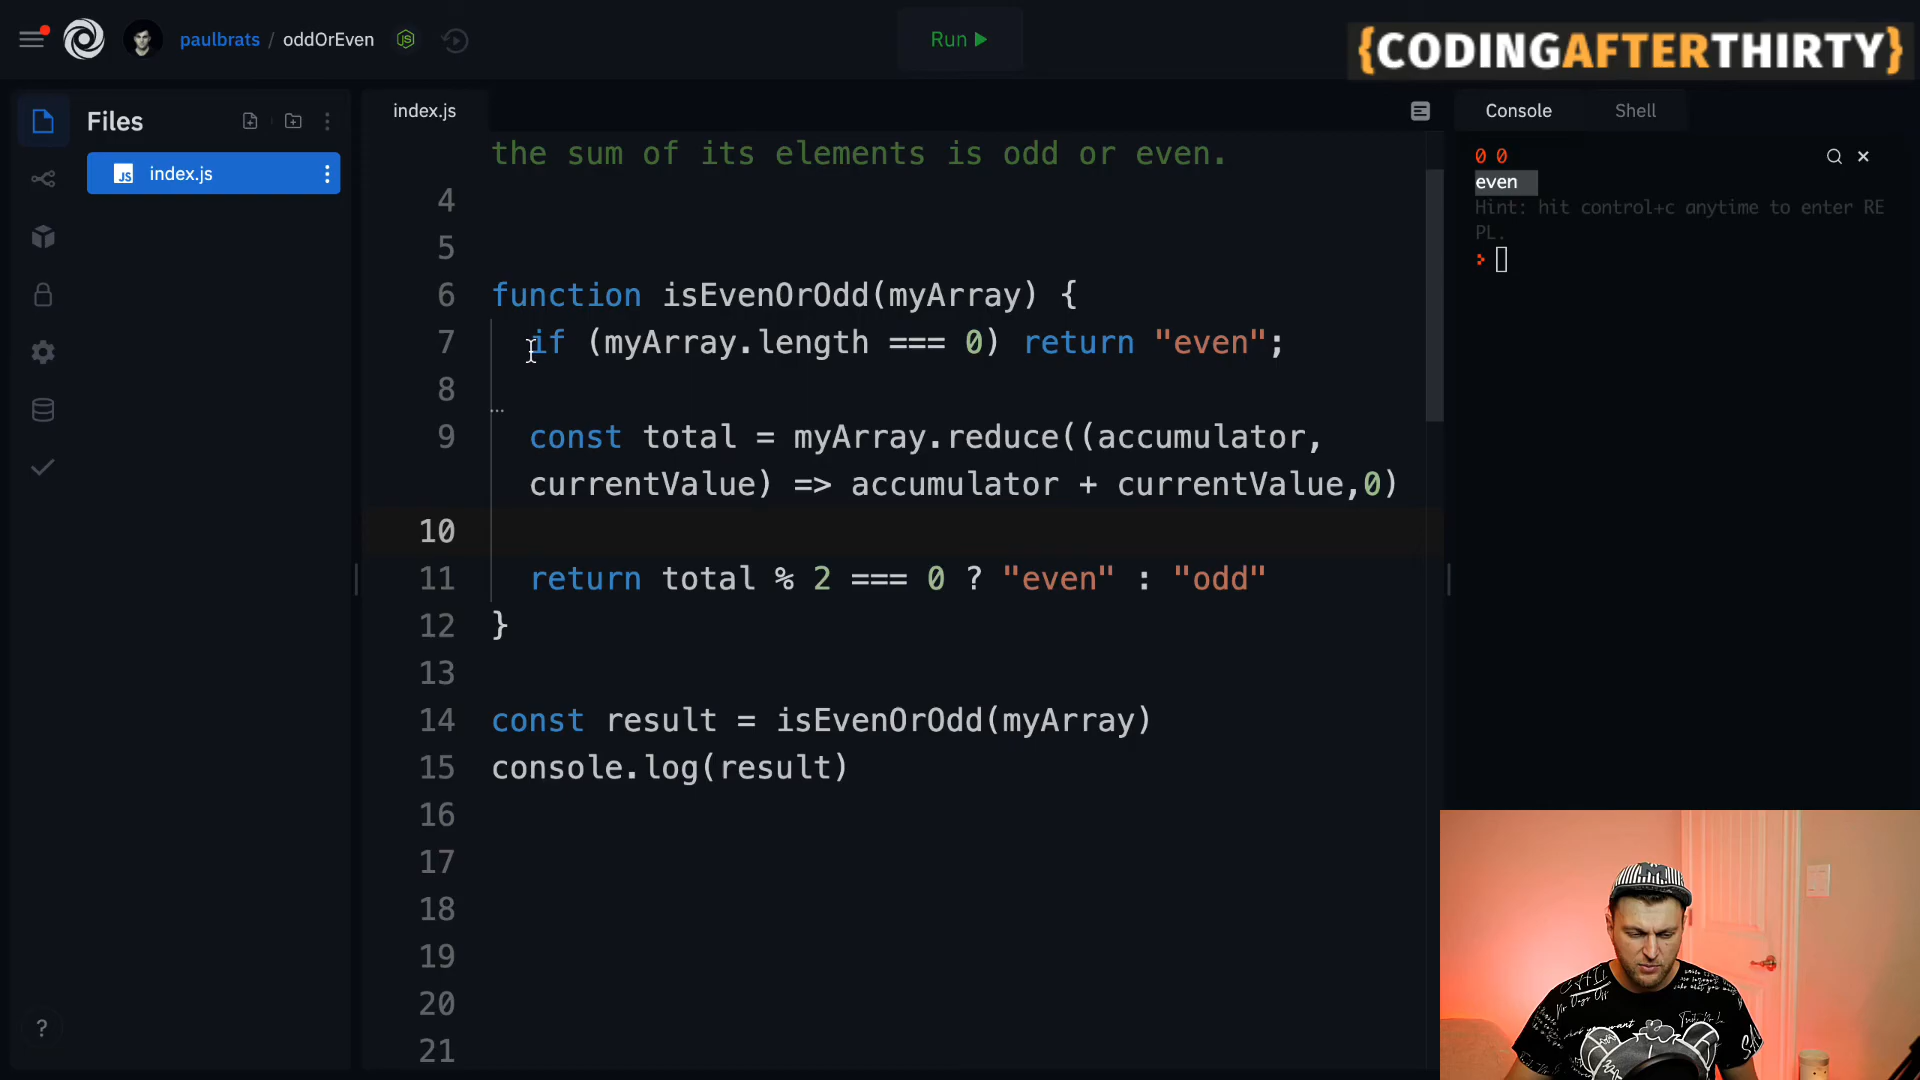 paulbrats / oddOrEven
Run
{CODINGAFTERTHIRTY}
Files
index.js
Console
Shell
JS index.js
the sum of its elements is odd or even.
4
5
6 function isEvenOrOdd(myArray) {
7 if (myArray.length === 0) return "even";
8
9 const total = myArray.reduce((accumulator,
currentValue) => accumulator + currentValue,0)
10
11 return total % 2 === 0 ? "even" : "odd"
12 }
13
14 const result = isEvenOrOdd(myArray)
15 console.log(result)
16
17
18
19
20
21
0 0
even
Hint: hit control+c anytime to enter RE
PL.
?